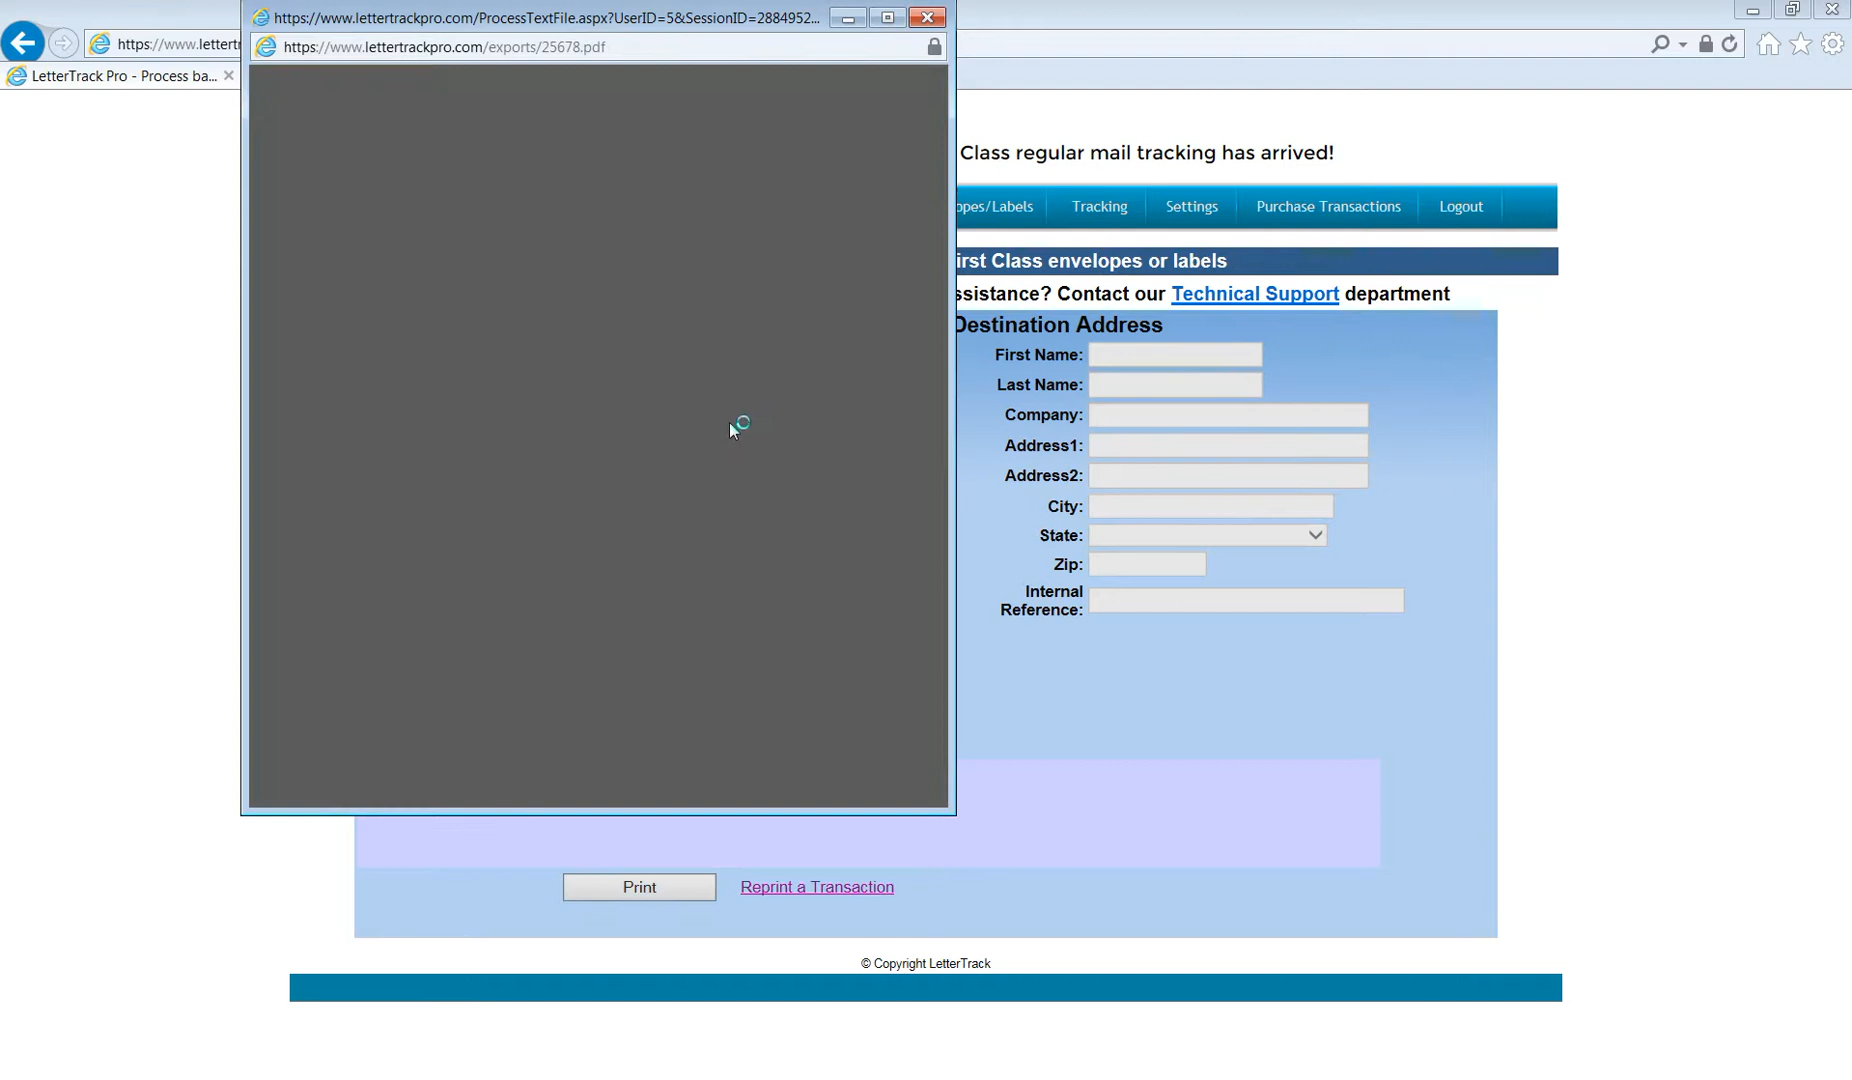 https://www.lettertrackpro.com/ProcessTextFile.aspx?UserID=5&SessionID=2884952...
https://www.lettertrackpro.com/exports/25678.pdf
https://www.lettert
LetterTrack Pro - Process ba...
Class regular mail tracking has arrived!
opes/Labels
Tracking
Settings
Purchase Transactions
Logout
irst Class envelopes or labels
ssistance? Contact our Technical Support department
Destination Address
First Name:
Last Name:
Company:
Address1:
Address2:
City:
State:
Zip:
Internal
Reference:
Print
Reprint a Transaction
© Copyright LetterTrack